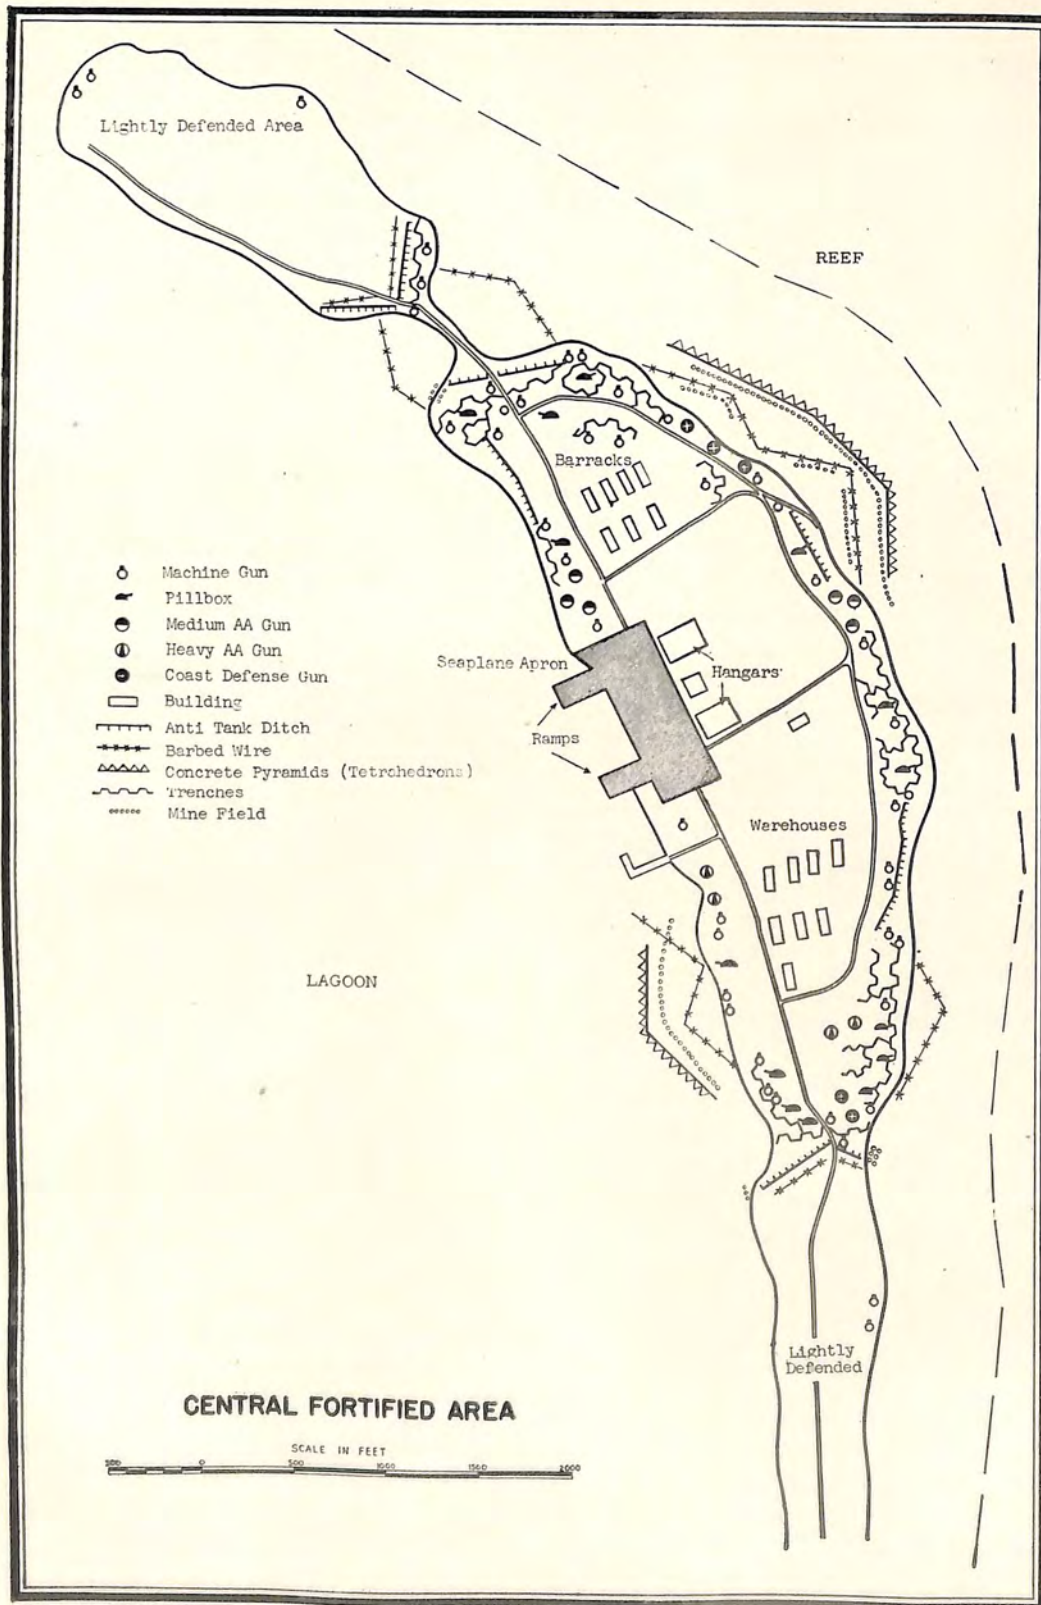 Lightly Defended Area
REEF
Barracks
Machine Gun
Pillbox
Medium AA Gun
Heavy AA Gun
Coast Defense Gun
Building
Anti Tank Ditch
Barbed Wire
Concrete Pyramids (Tetrohedrons)
Trenches
Mine Field
Seaplane Apron
Hangars
Ramps
Warehouses
LAGOON
Lightly
Defended
CENTRAL FORTIFIED AREA
SCALE IN FEET
500 0 500 1000 1500 2000